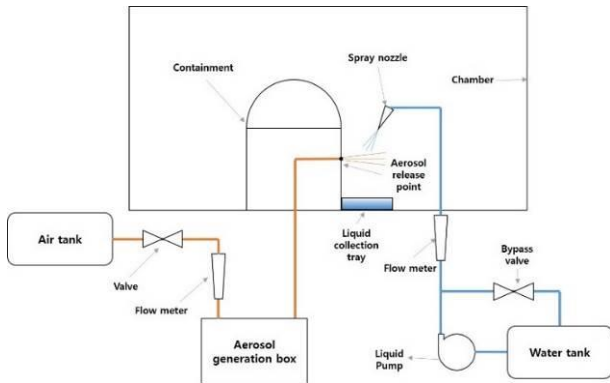 Containment
Spray nozzle
Chamber
Aerosol
release
point
Air tank
Liquid
collection
tray
Valve
Flow meter
Flow meter
Bypass
valve
Aerosol
generation box
Liquid
Pump
Water tank